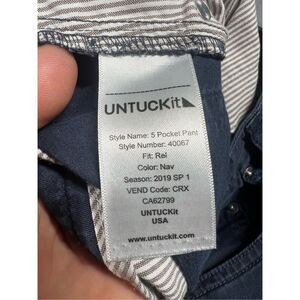 UNTUCKit
Style Name: 5 Pocket Pant
Style Number: 40067
Fit: Rel
Color: Nav
Season: 2019 SP 1
VEND Code: CRX
CA62799
UNTUCKit
USA
www.untuckit.com